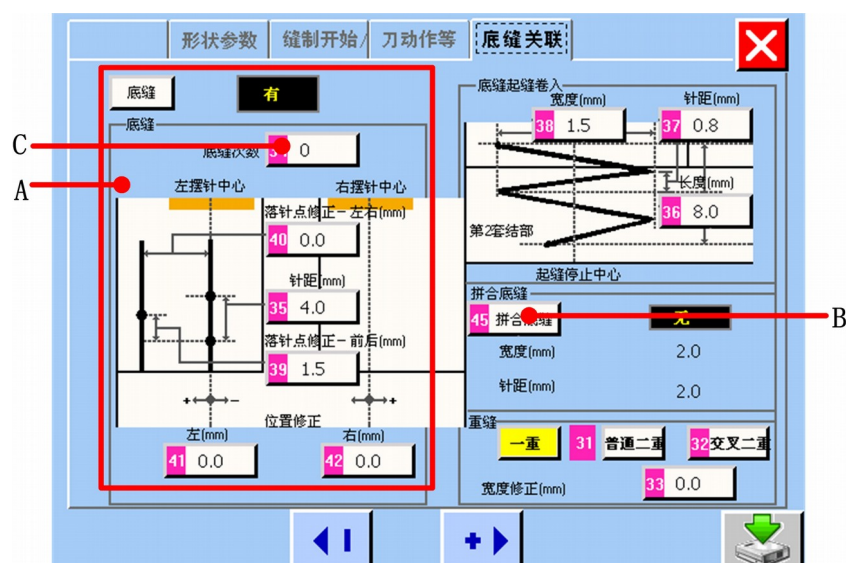 形状参数 缝制开始/ 刀动作等 底缝关联
底缝 有
底缝
底缝次数 0
C
A
左摆针中心 右摆针中心
落针点修正-左右(mm)
40 0.0
针距[mm)
35 4.0
落针点修正-前后(mm)
39 1.5
+ -
+
位置修正
左(mm) 右(mm)
41 0.0 42 0.0
底缝起缝卷入
宽度(mm) 针距(mm)
38 1.5 37 0.8
长度(mm)
36 8.0
第2套结部
起缝停止中心
拼合底缝
45 拼合底缝 无
B
宽度(mm) 2.0
针距(mm) 2.0
重缝
一重 31 普通二重 32 交叉二重
宽度修正(mm) 33 0.0